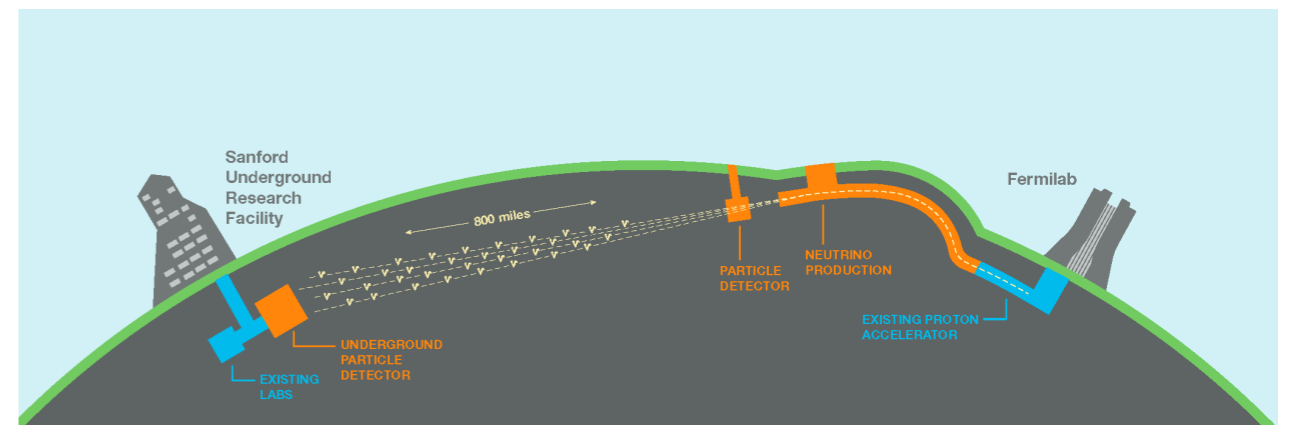 Sanford
Underground
Research
Facility
Fermilab
800 miles
PARTICLE
DETECTOR
NEUTRINO
PRODUCTION
EXISTING PROTON
ACCELERATOR
UNDERGROUND
PARTICLE
DETECTOR
EXISTING
LABS